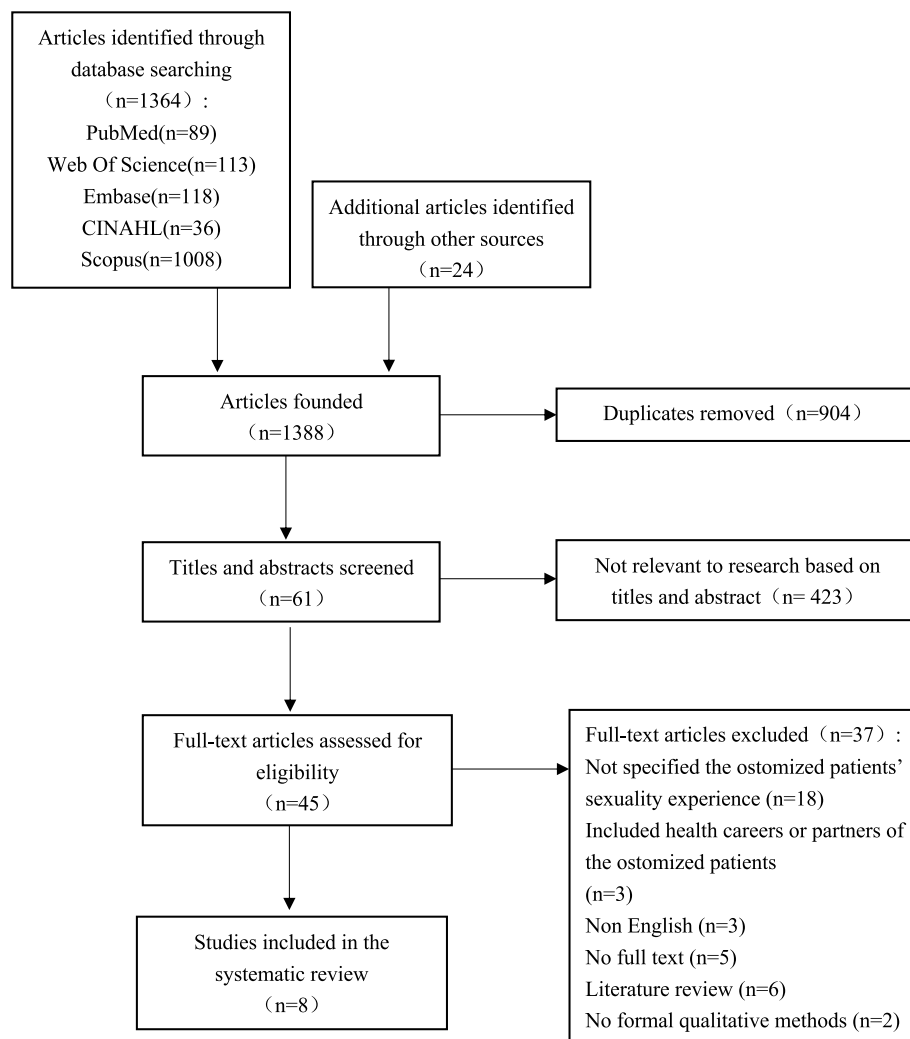 Articles identified through
database searching
（n=1364）:
PubMed(n=89)
Web Of Science(n=113)
Embase(n=118)
CINAHL(n=36)
Scopus(n=1008)
Additional articles identified
through other sources
（n=24）
Articles founded
（n=1388）
Duplicates removed（n=904）
Titles and abstracts screened
（n=61）
Not relevant to research based on
titles and abstract（n= 423）
Full-text articles assessed for
eligibility
（n=45）
Full-text articles excluded（n=37）:
Not specified the ostomized patients’
sexuality experience (n=18)
Included health careers or partners of
the ostomized patients
(n=3)
Non English (n=3)
No full text (n=5)
Literature review (n=6)
No formal qualitative methods (n=2)
Studies included in the
systematic review
（n=8）